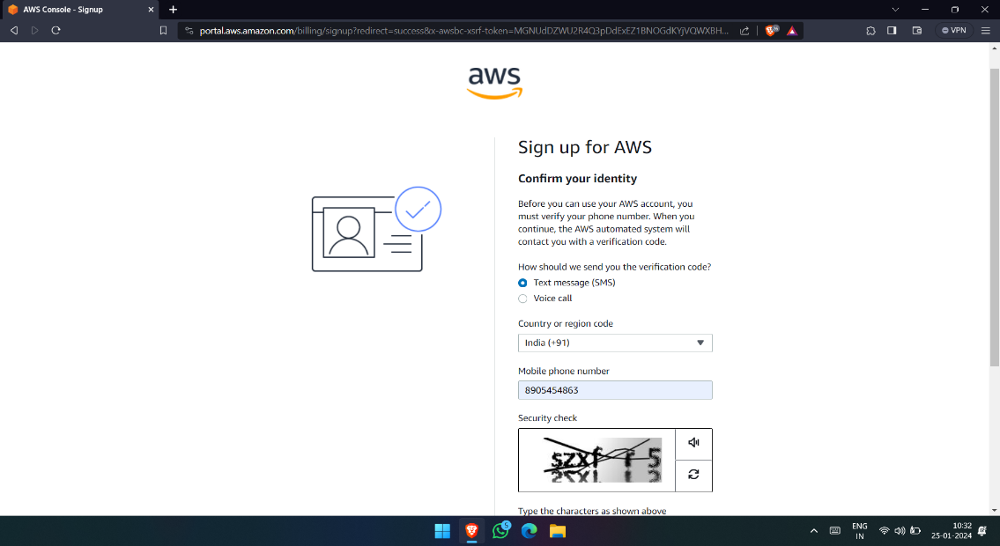 AWS Console - Signup
portal.aws.amazon.com/billing/signup?redirect=success&x-awsbc-xsrf-token=MGNUdDZWU2R4Q3pDdExEZ1BNOGdKYjVQWXBH...
VPN
aws
Sign up for AWS
Confirm your identity
Before you can use your AWS account, you
must verify your phone number. When you
continue, the AWS automated system will
contact you with a verification code.
How should we send you the verification code?
Text message (SMS)
Voice call
Country or region code
India (+91)
Mobile phone number
8905454863
Security check
Type the characters as shown above
5
ENG
IN
10:32
25-01-2024